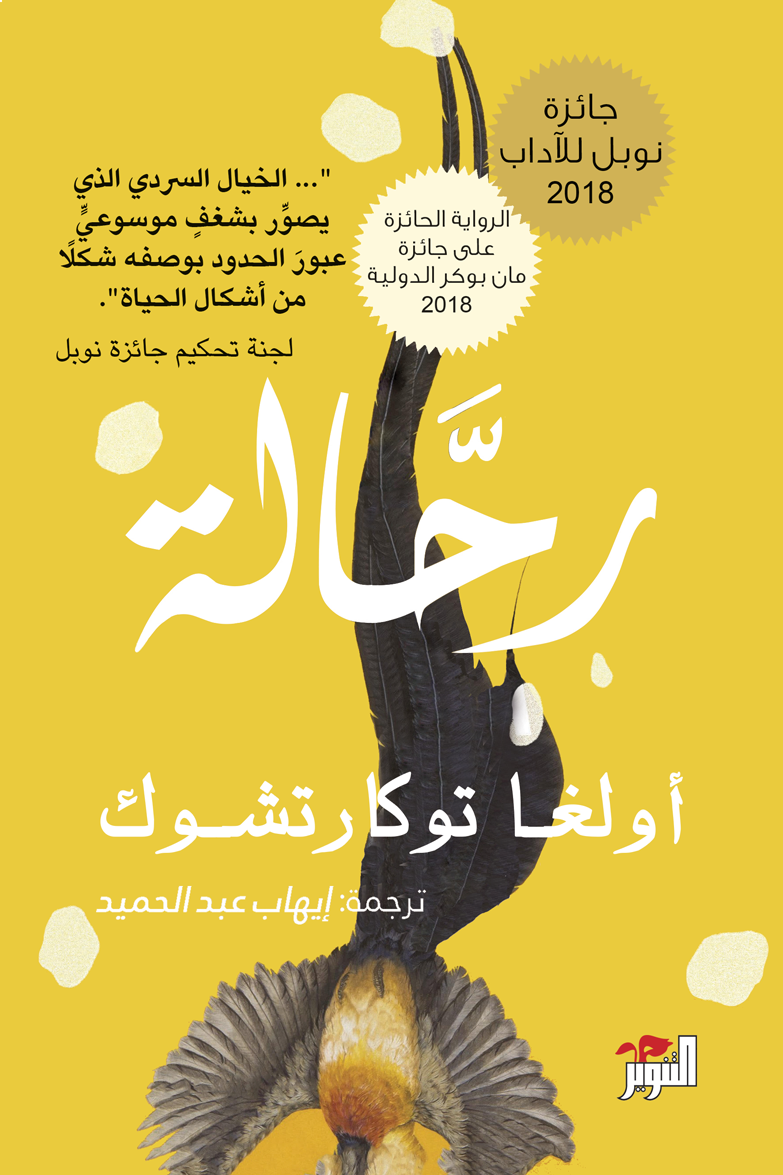 جائزة
نوبل للآداب
2018
الرواية الحائزة
على جائزة
مان بوكر الدولية
2018
"... الخيال السردي الذي
يصوِّر بشغفٍ موسوعيٍّ
عبورَ الحدود بوصفه شكلًا
من أشكال الحياة".
لجنة تحكيم جائزة نوبل
رحَّالة
أولغا توكارتشوك
ترجمة: إيهاب عبد الحميد
التنوير